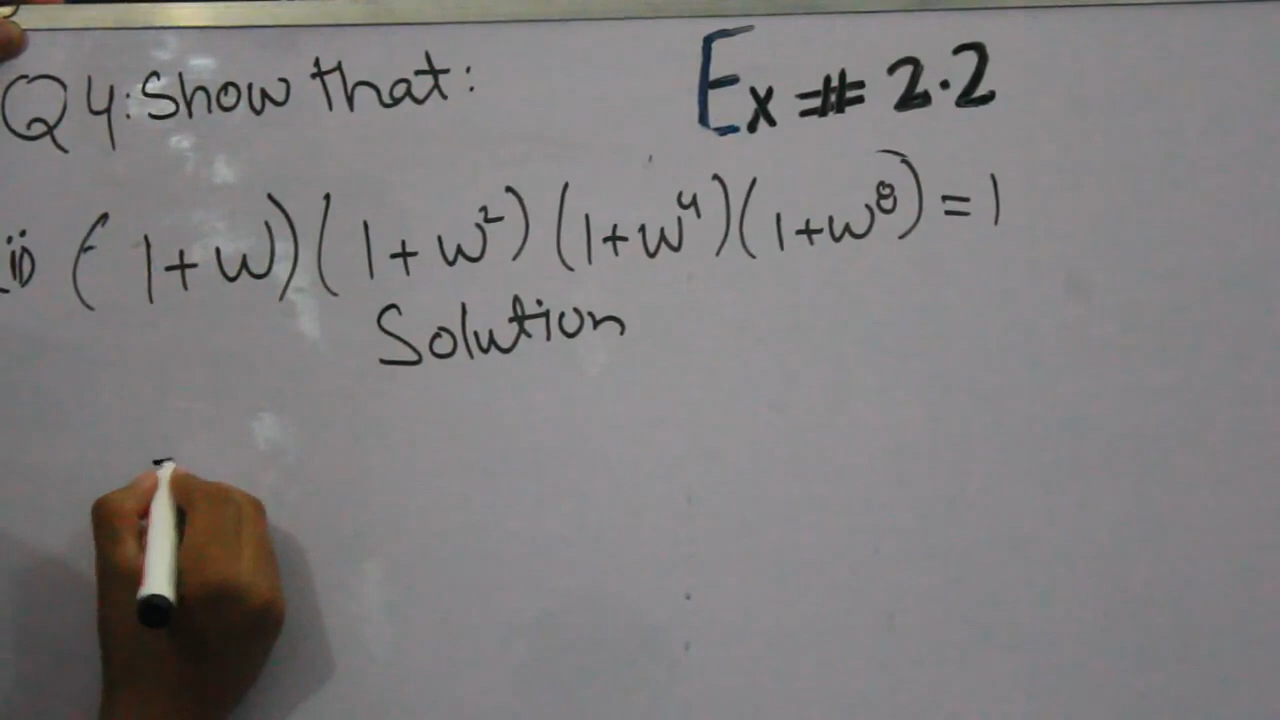 Q4: Show that:
Ex # 2.2
ii) (1+w)(1+w²)(1+w⁴)(1+w⁸)=1
Solution